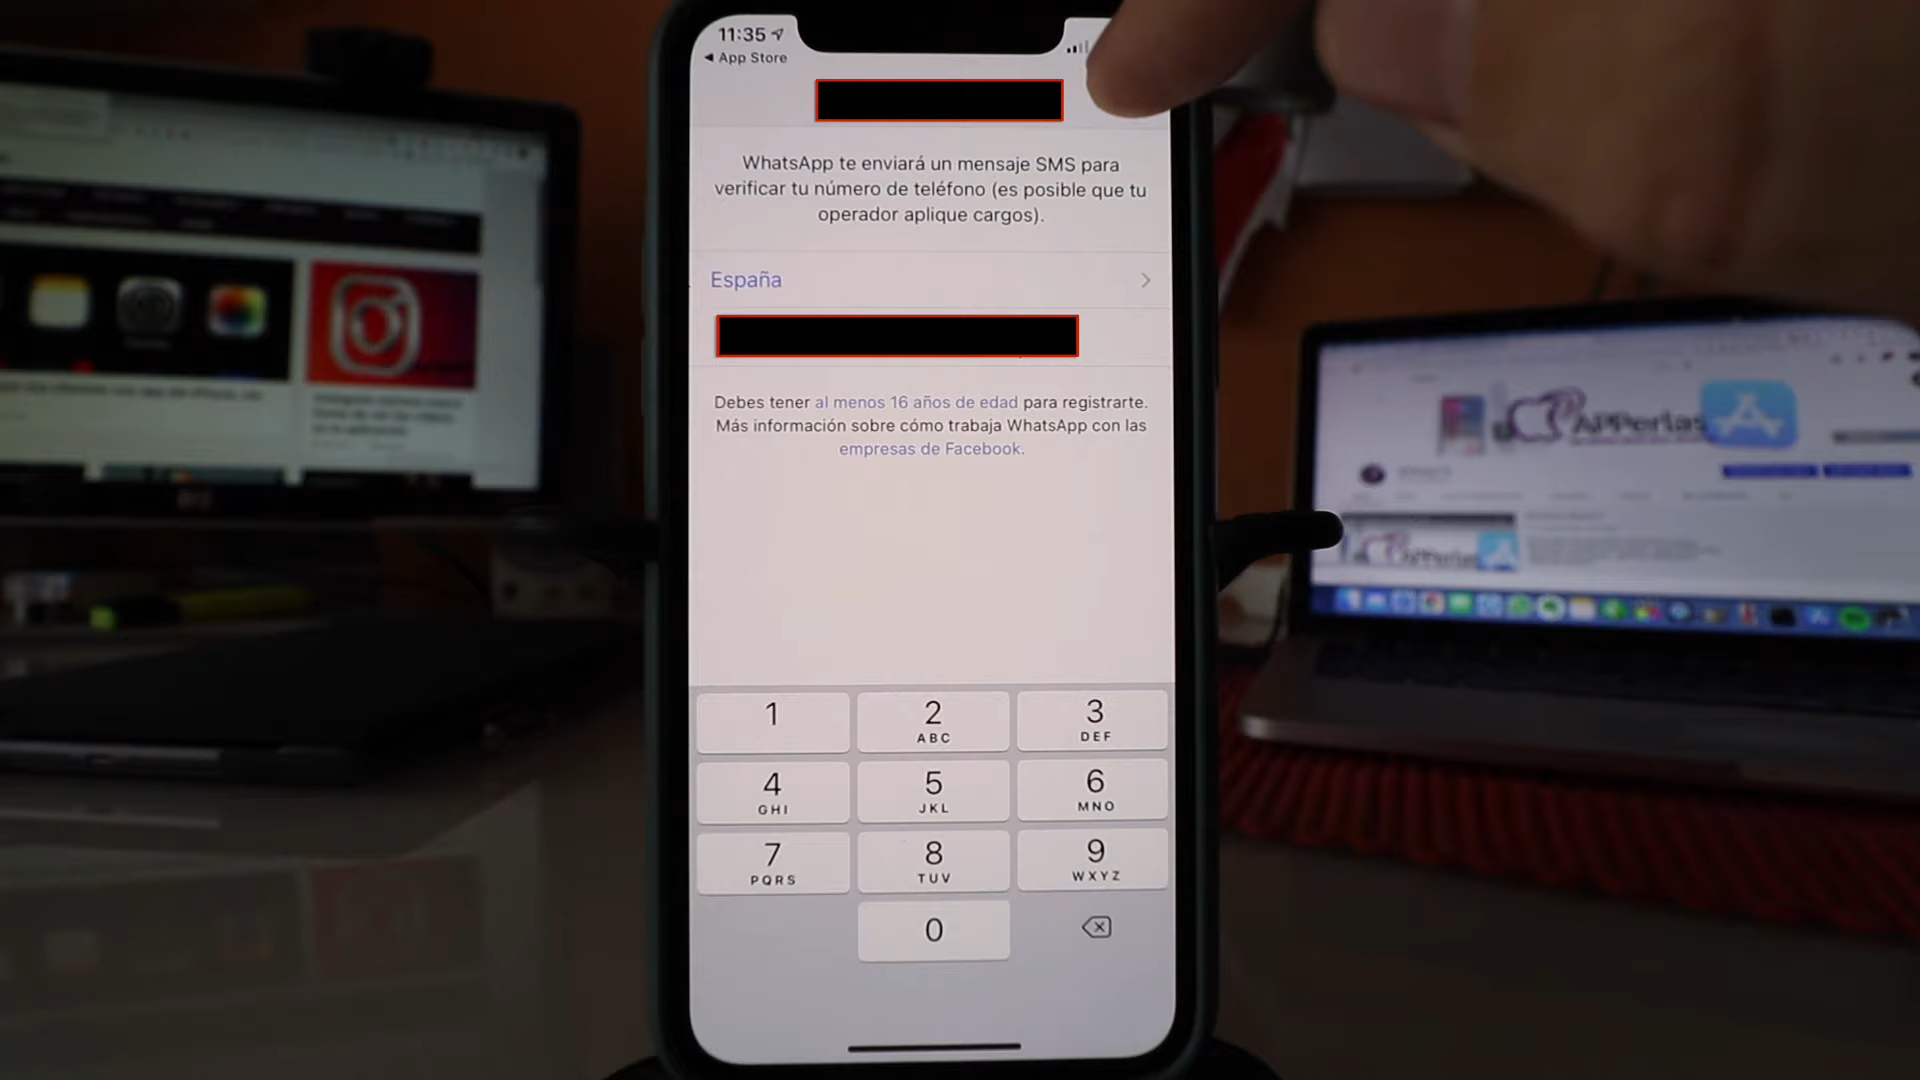 11:35
App Store
WhatsApp te enviará un mensaje SMS para
verificar tu número de teléfono (es posible que tu
operador aplique cargos).
España
Debes tener al menos 16 años de edad para registrarte.
Más información sobre cómo trabaja WhatsApp con las
empresas de Facebook.
1
2
ABC
3
DEF
4
GHI
5
JKL
6
MNO
7
PQRS
8
TUV
9
WXYZ
0
APPerlas